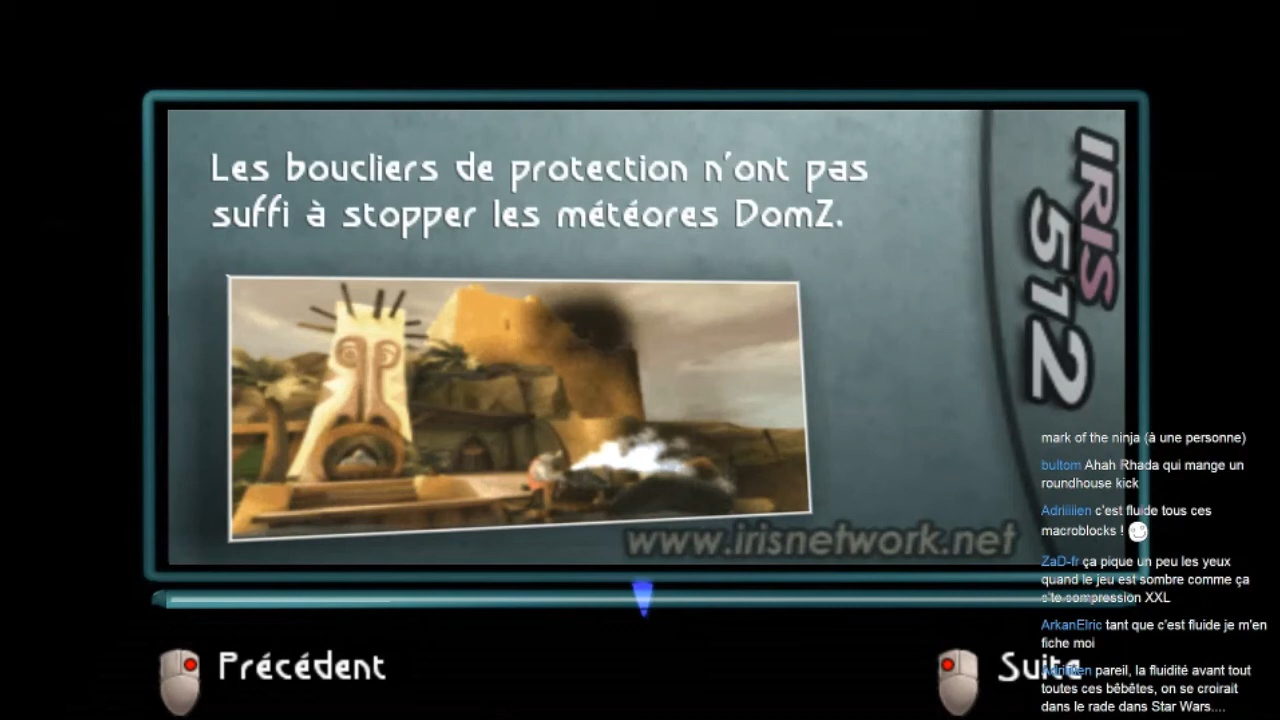 Les boucliers de protection n'ont pas
suffi à stopper les météores DomZ.
IRIS
512
www.irisnetwork.net
Précédent
Suite
mark of the ninja (à une personne)
bultom Ahah Rhada qui mange un
roundhouse kick
Adriiiien c'est fluide tous ces
macroblocks !
ZaD-fr ça pique un peu les yeux
quand le jeu est sombre comme ça
s'te compression XXL
ArkanElric tant que c'est fluide je m'en
fiche moi
Adriiiien pareil, la fluidité avant tout
toutes ces bêbêtes, on se croirait
dans le rade dans Star Wars....